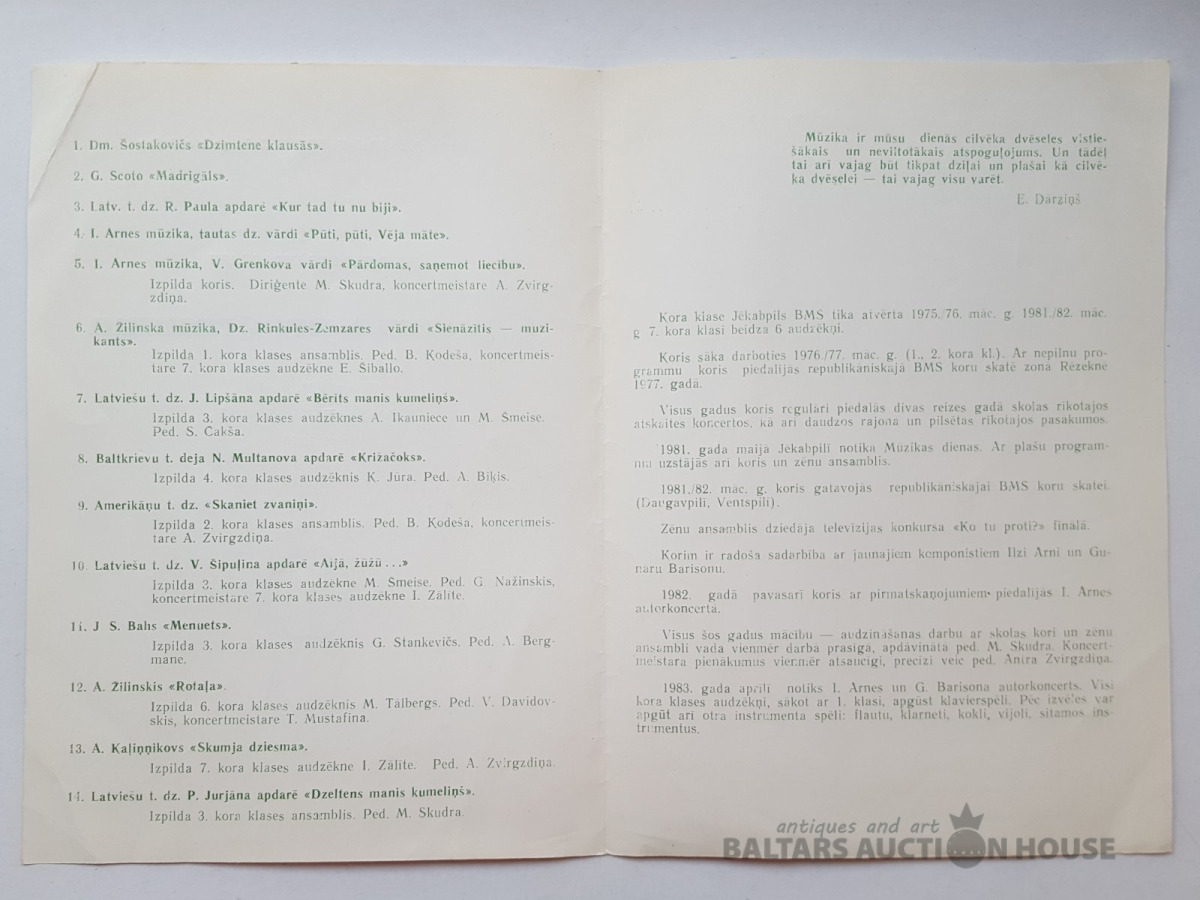 1. Dm. Šostakovičs «Dzimtene klausās».
2. G. Scoto «Madrigāls».
3. Latv. t. dz. R. Paula apdarē «Kur tad tu nu biji».
4. I. Arnes mūzika, tautas dz. vārdi «Pūti, pūti, Vēja māte».
5. I. Arnes mūzika, V. Grenkova vārdi «Pārdomas, saņemot liecību».
Izpilda koris. Diriģente M. Skudra, koncertmeistare A. Zvirg-
zdiņa.
6. A. Žilinska mūzika, Dz. Rinkules-Zemzares vārdi «Sienāzītis — muzi-
kants».
Izpilda 1. kora klases ansamblis. Ped. B. Ķodeša, koncertmeis-
tare 7. kora klases audzēkne E. Šiballo.
7. Latviešu t. dz. J. Lipšāna apdarē «Bērīts manis kumeliņš».
Izpilda 3. kora klases audzēknes A. Ikauniece un M. Smeise.
Ped. S. Cakša.
8. Baltkrievu t. deja N. Multanova apdarē «Križačoks».
Izpilda 4. kora klases audzēknis K. Jūra. Ped. A. Biķis.
9. Amerikāņu t. dz. «Skaniet zvaniņi».
Izpilda 2. kora klases ansamblis. Ped. B. Ķodeša, koncertmeis-
tare A. Zvirgzdiņa.
10. Latviešu t. dz. V. Šipuļina apdarē «Aijā, žūžū ...»
Izpilda 3. kora klases audzēkne M. Smeise. Ped. G. Nažinskis,
koncertmeistare 7. kora klases audzēkne I. Zālīte.
11. J S. Bahs «Menuets».
Izpilda 3. kora klases audzēknis G. Stankevičs. Ped. A. Berg-
mane.
12. A. Žilinskis «Rotaļa».
Izpilda 6. kora klases audzēknis M. Talbergs. Ped. V. Davidov-
skis, koncertmeistare T. Mustafina.
13. A. Kaļiņņikovs «Skumja dziesma».
Izpilda 7. kora klases audzēkne I. Zālīte. Ped. A. Zvirgzdiņa.
14. Latviešu t. dz. P. Jurjāna apdarē «Dzeltens manis kumeliņš».
Izpilda 3. kora klases ansamblis. Ped. M. Skudra.
Mūzika ir mūsu dienās cilvēka dvēseles vistie-
šākais un neviltotākais atspoguļojums. Un tādēļ
tai arī vajag būt tikpat dziļai un plašai kā cilvē-
ka dvēselei — tai vajag visu varēt.
E. Dārziņš
Kora klase Jēkabpils BMS tika atvērta 1975./76. māc. g. 1981./82. māc.
g 7. kora klasi beidza 6 audzēkņi.
Koris sāka darboties 1976./77. māc. g. (1., 2. kora kl.). Ar nepilnu pro-
grammu koris piedalījās republikāniskajā BMS koru skatē zonā Rēzeknē
1977. gadā.
Visus gadus koris regulāri piedalās divas reizes gadā skolas rīkotajos
atskaites koncertos, kā arī daudzos rajona un pilsētas rīkotajos pasākumos.
1981. gada maijā Jēkabpilī notika Mūzikas dienas. Ar plašu program-
mu uzstājās arī koris un zēnu ansamblis.
1981./82. māc. g. koris gatavojās republikāniskajai BMS koru skatei.
(Daugavpilī, Ventspilī).
Zēnu ansamblis dziedāja televīzijas konkursa «Ko tu proti?» finālā.
Korim ir radoša sadarbība ar jaunajiem komponistiem Ilzi Arni un Gu-
nāru Barisonu.
1982. gadā pavasarī koris ar pirmatskaņojumiem piedalījās I. Arnes
autorkoncertā.
Visus šos gadus mācību — audzināšanas darbu ar skolas kori un zēnu
ansambli vada vienmēr darbā prasīgā, apdāvinātā ped. M. Skudra. Koncert-
meistara pienākumus vienmēr atsaucīgi, precīzi veic ped. Antra Zvirgzdiņa.
1983. gada aprīlī notiks I. Arnes un G. Barisona autorkoncerts. Visi
kora klases audzēkņi, sākot ar 1. klasi, apgūst klavierspēli. Pēc izvēles var
apgūt arī otra instrumenta spēli: flautu, klarneti, kokli, vijoli, sitamos ins-
trumentus.
antiques and art
BALTARS AUCTION HOUSE